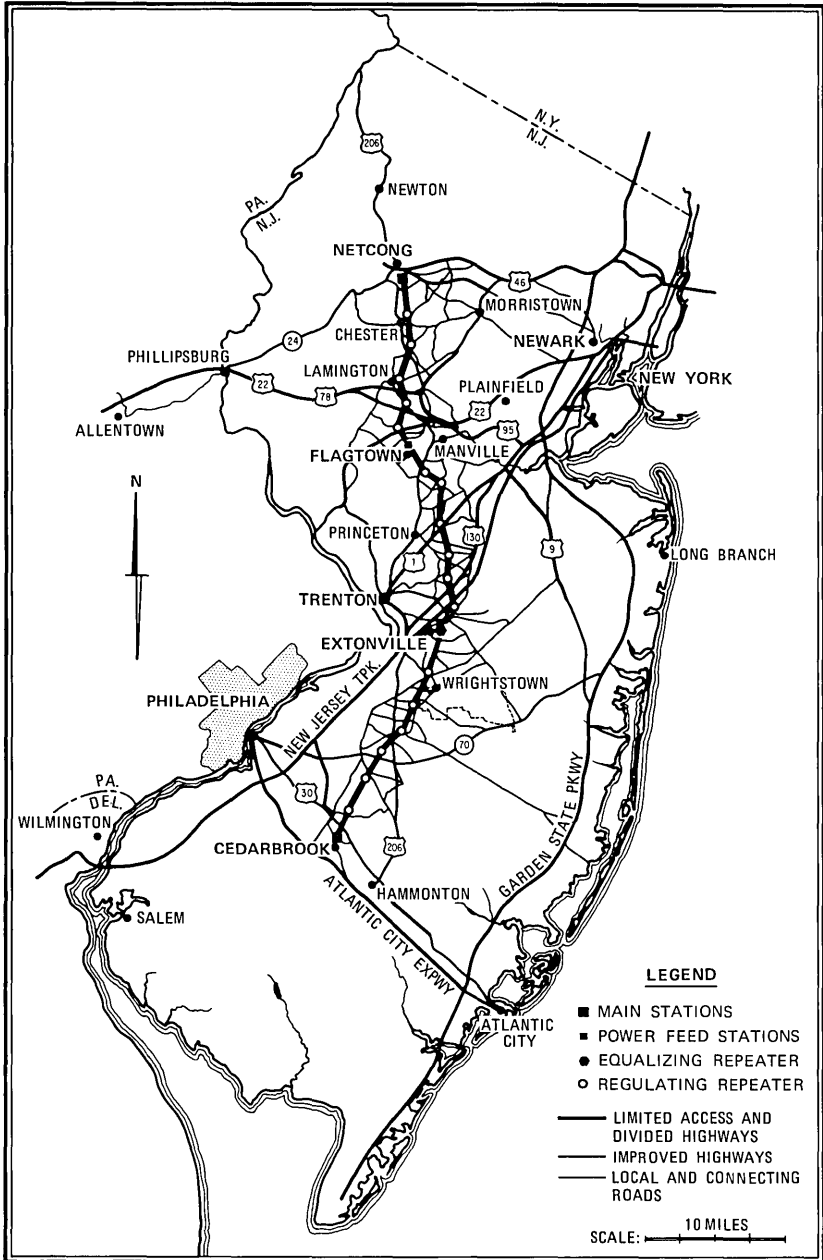 N.Y.
N.J.
206
NEWTON
PA.
N.J.
NETCONG
46
MORRISTOWN
CHESTER
24
NEWARK
PHILLIPSBURG
LAMINGTON
NEW YORK
22
78
PLAINFIELD
22
ALLENTOWN
95
MANVILLE
FLAGTOWN
N
PRINCETON
130
1
9
LONG BRANCH
TRENTON
EXTONVILLE
WRIGHTSTOWN
PHILADELPHIA
NEW JERSEY TPK.
70
PA.
DEL.
30
WILMINGTON
CEDARBROOK
206
GARDEN STATE PKWY
HAMMONTON
SALEM
ATLANTIC CITY EXPWY
ATLANTIC
CITY
LEGEND
MAIN STATIONS
POWER FEED STATIONS
EQUALIZING REPEATER
REGULATING REPEATER
LIMITED ACCESS AND
DIVIDED HIGHWAYS
IMPROVED HIGHWAYS
LOCAL AND CONNECTING
ROADS
10 MILES
SCALE: